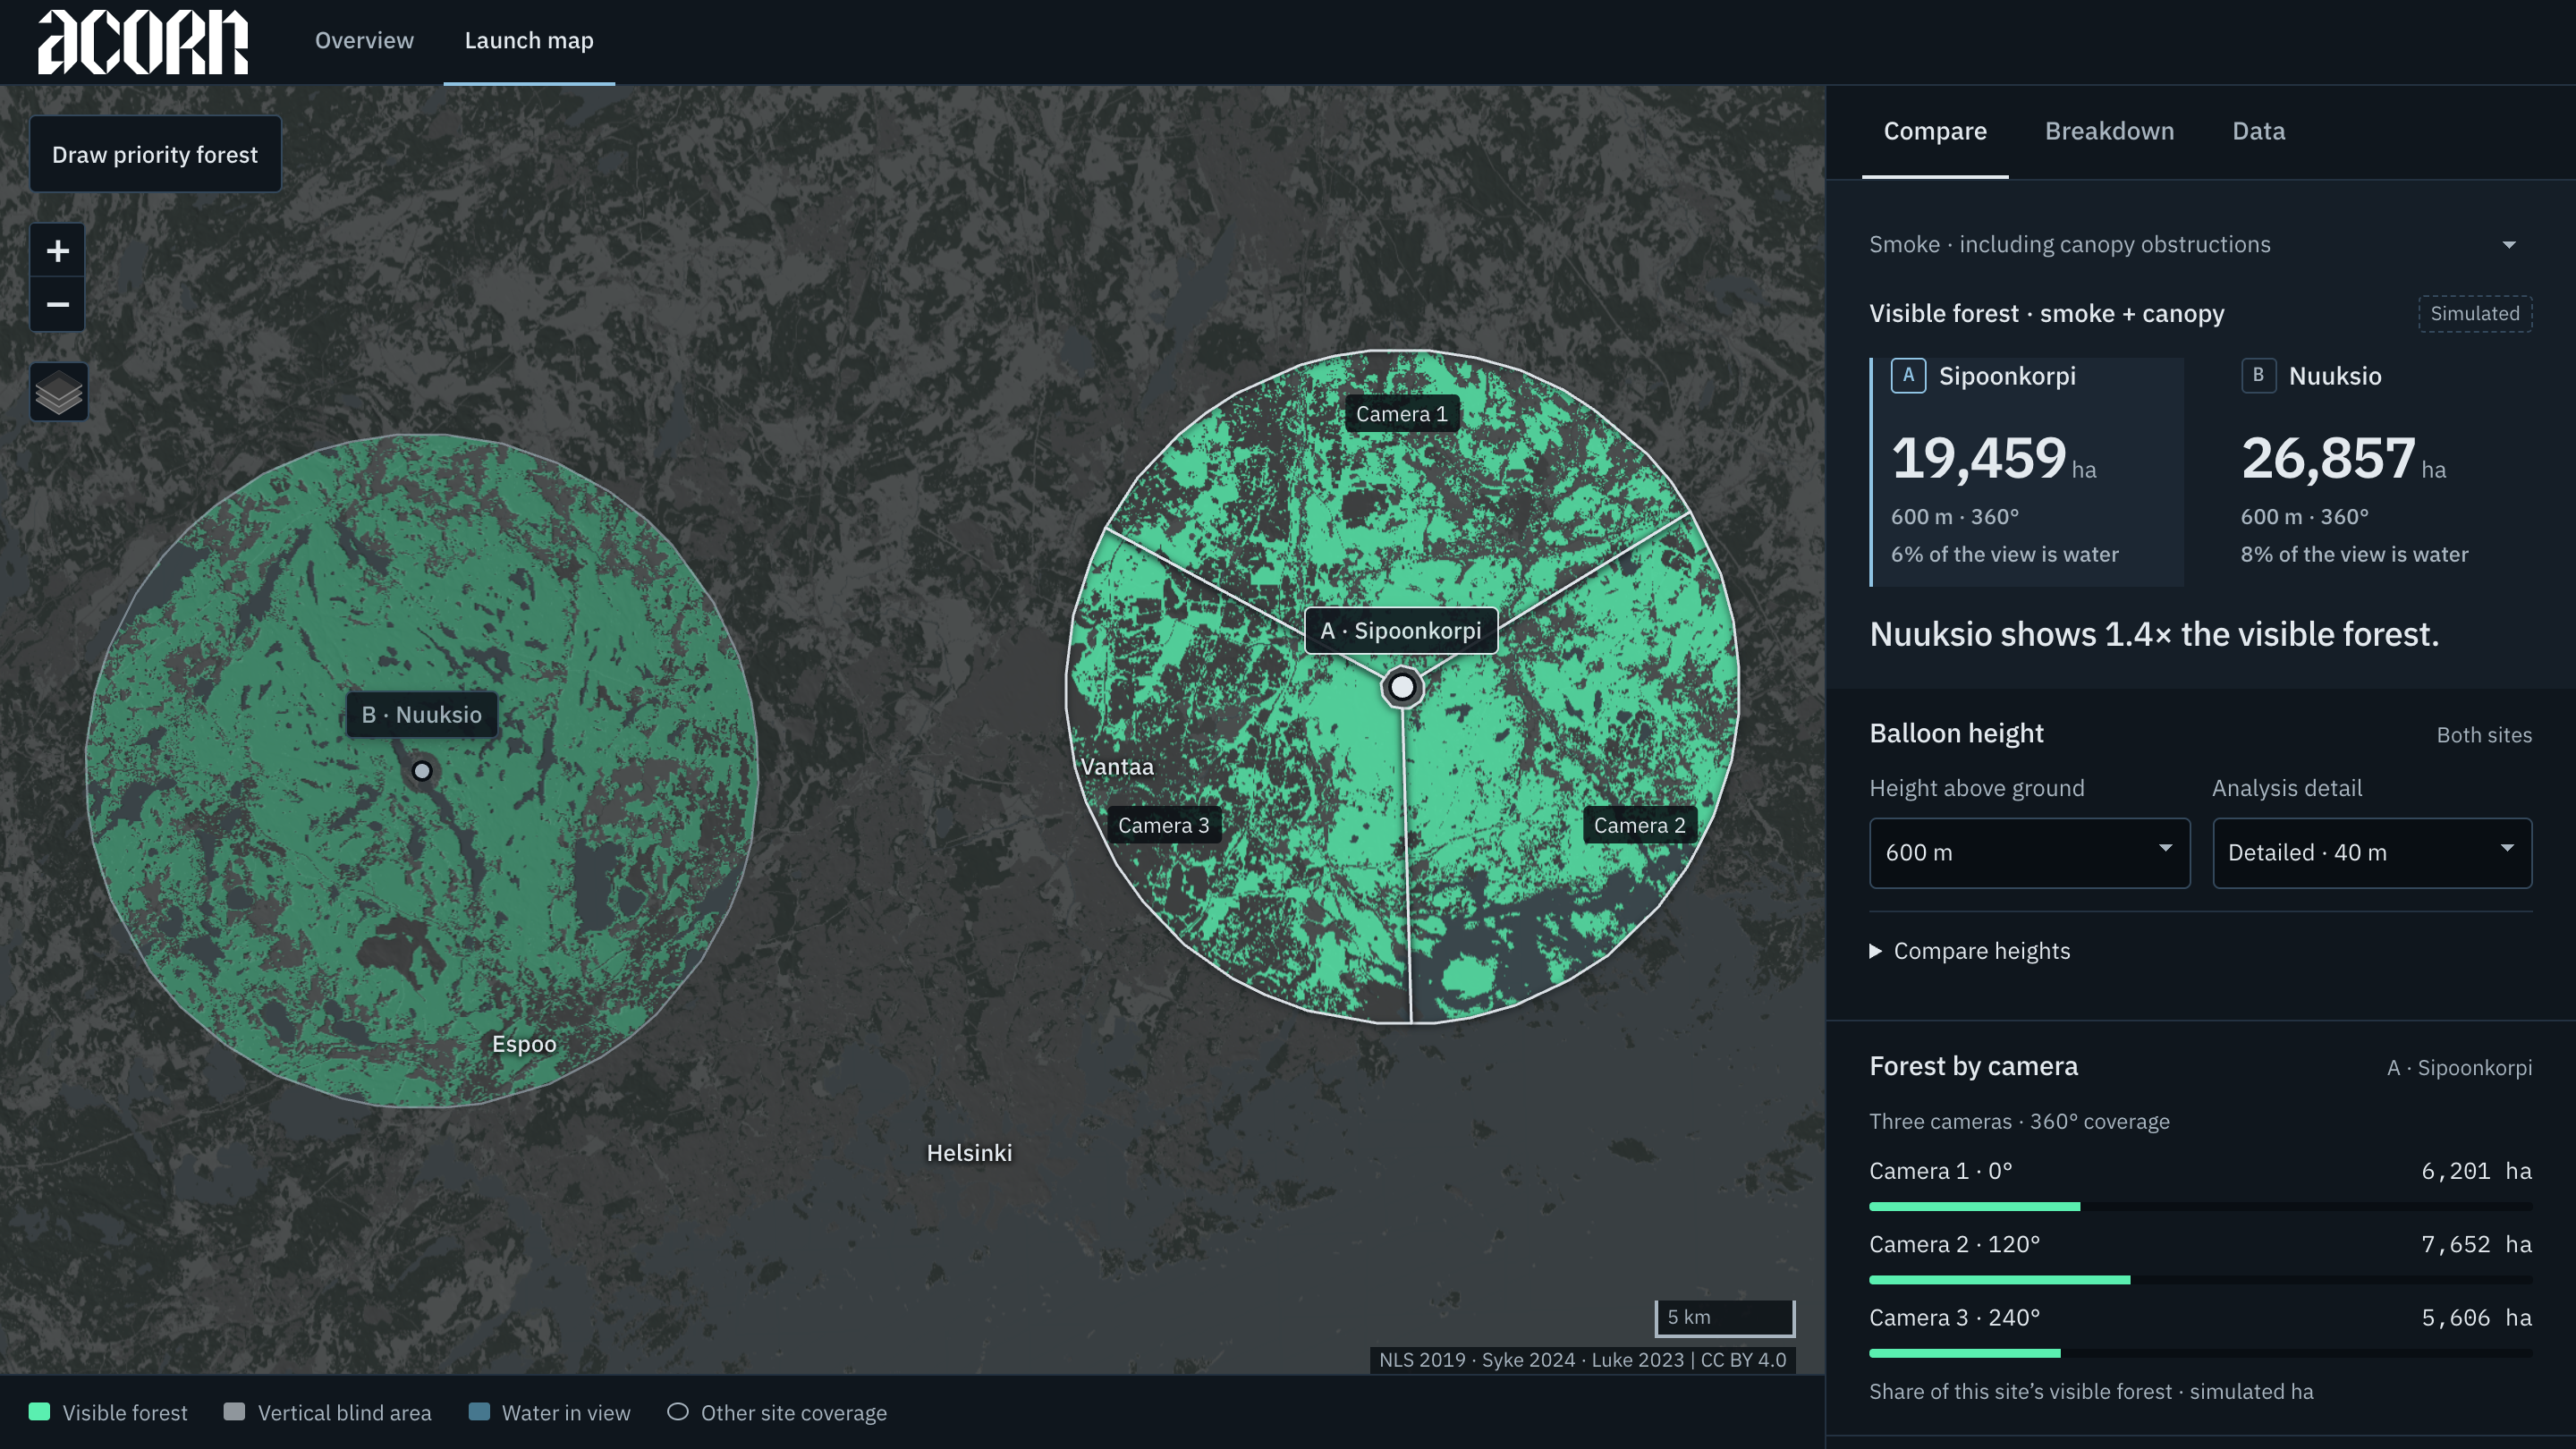 acorn
Overview
Launch map
Draw priority forest
+
−
Camera 1
A · Sipoonkorpi
B · Nuuksio
Vantaa
Camera 3
Camera 2
Espoo
Helsinki
5 km
NLS 2019 · Syke 2024 · Luke 2023 | CC BY 4.0
Visible forest
Vertical blind area
Water in view
Other site coverage
Compare
Breakdown
Data
Smoke · including canopy obstructions
Visible forest · smoke + canopy
Simulated
A Sipoonkorpi
19,459 ha
600 m · 360°
6% of the view is water
B Nuuksio
26,857 ha
600 m · 360°
8% of the view is water
Nuuksio shows 1.4× the visible forest.
Balloon height
Both sites
Height above ground
Analysis detail
600 m
Detailed · 40 m
Compare heights
Forest by camera
A · Sipoonkorpi
Three cameras · 360° coverage
Camera 1 · 0°
6,201 ha
Camera 2 · 120°
7,652 ha
Camera 3 · 240°
5,606 ha
Share of this site’s visible forest · simulated ha